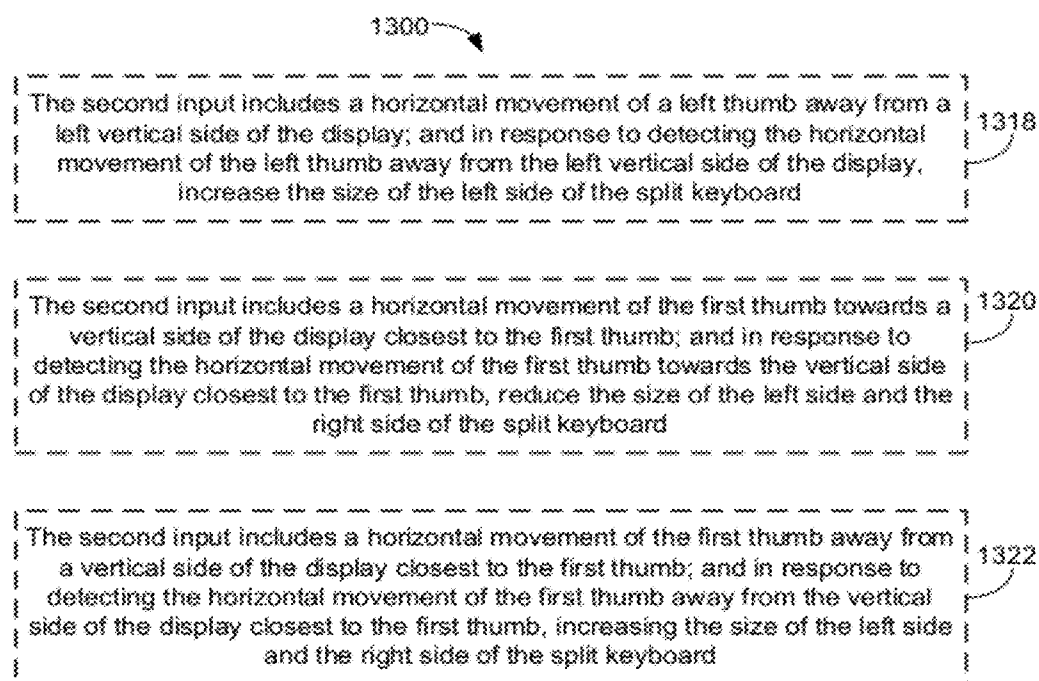 1300
The second input includes a horizontal movement of a left thumb away from a
left vertical side of the display; and in response to detecting the horizontal
movement of the left thumb away from the left vertical side of the display,
increase the size of the left side of the split keyboard
1318
The second input includes a horizontal movement of the first thumb towards a
vertical side of the display closest to the first thumb; and in response to
detecting the horizontal movement of the first thumb towards the vertical side
of the display closest to the first thumb, reduce the size of the left side and the
right side of the split keyboard
1320
The second input includes a horizontal movement of the first thumb away from
a vertical side of the display closest to the first thumb; and in response to
detecting the horizontal movement of the first thumb away from the vertical
side of the display closest to the first thumb, increasing the size of the left side
and the right side of the split keyboard
1322